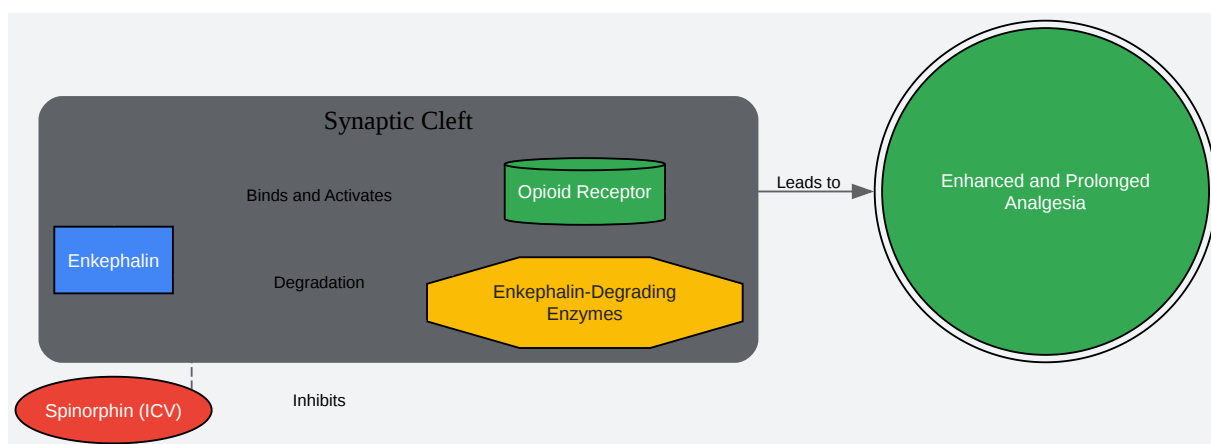 Synaptic Cleft
Binds and Activates
Opioid Receptor
Leads to
Enhanced and Prolonged
Analgesia
Enkephalin
Degradation
Enkephalin-Degrading
Enzymes
Spinorphin (ICV)
Inhibits